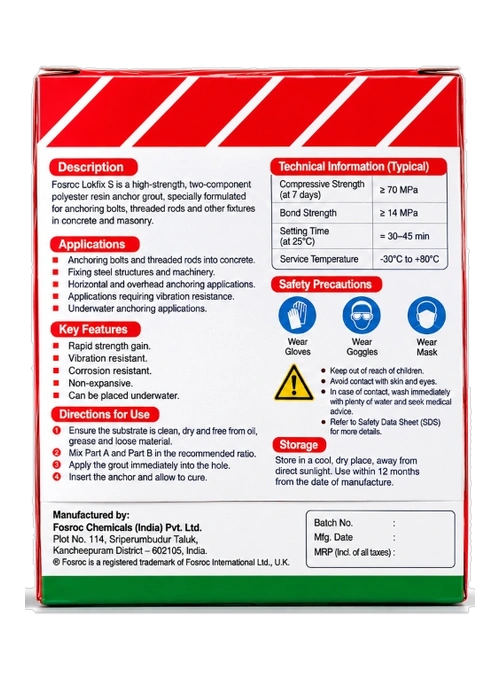 Description
Fosroc Lokfix S is a high-strength, two-component
polyester resin anchor grout, specially formulated
for anchoring bolts, threaded rods and other fixtures
in concrete and masonry.
Applications
Anchoring bolts and threaded rods into concrete.
Fixing steel structures and machinery.
Horizontal and overhead anchoring applications.
Applications requiring vibration resistance.
Underwater anchoring applications.
Key Features
Rapid strength gain.
Vibration resistant.
Corrosion resistant.
Non-expansive.
Can be placed underwater.
Directions for Use
1 Ensure the substrate is clean, dry and free from oil,
grease and loose material.
2 Mix Part A and Part B in the recommended ratio.
3 Apply the grout immediately into the hole.
4 Insert the anchor and allow to cure.
Technical Information (Typical)
Compressive Strength
(at 7 days)
≥ 70 MPa
Bond Strength
≥ 14 MPa
Setting Time
(at 25°C)
= 30–45 min
Service Temperature
-30°C to +80°C
Safety Precautions
Wear
Gloves
Wear
Goggles
Wear
Mask
Keep out of reach of children.
Avoid contact with skin and eyes.
In case of contact, wash immediately
with plenty of water and seek medical
advice.
Refer to Safety Data Sheet (SDS)
for more details.
Storage
Store in a cool, dry place, away from
direct sunlight. Use within 12 months
from the date of manufacture.
Manufactured by:
Fosroc Chemicals (India) Pvt. Ltd.
Plot No. 114, Sriperumbudur Taluk,
Kancheepuram District – 602105, India.
® Fosroc is a registered trademark of Fosroc International Ltd., U.K.
Batch No. :
Mfg. Date :
MRP (Incl. of all taxes) :